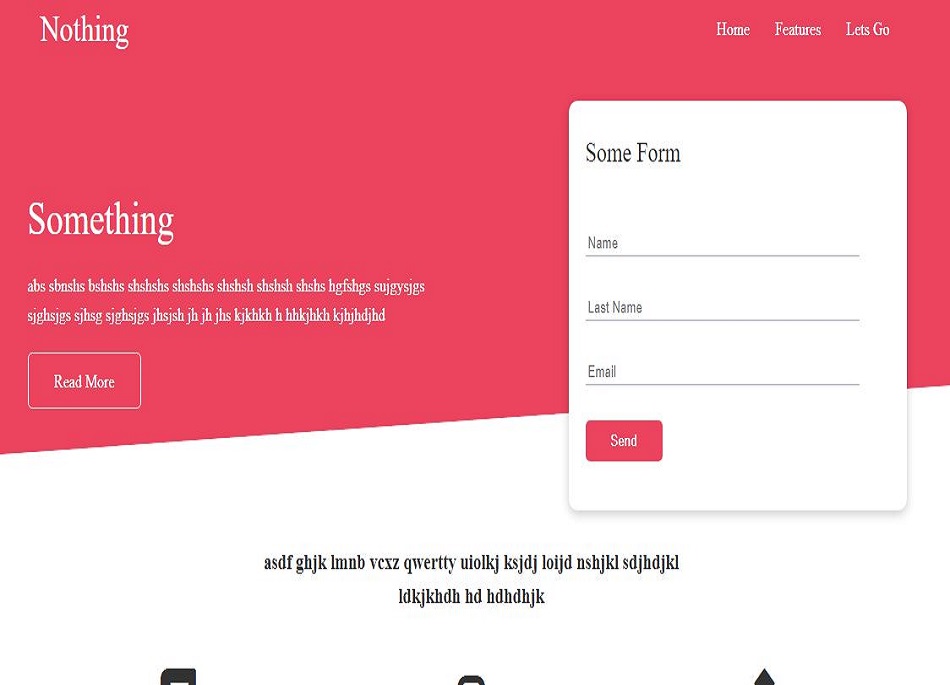 Nothing
Home Features Lets Go
Something
abs sbnshs bshshs shshshs shshshs shshsh shshsh shshs hgfshgs sujgysjgs
sjghsjgs sjhsg sjghsjgs jhsjsh jh jh jhs kjkhkh h hhkjhkh kjhjhdjhd
Read More
Some Form
Name
Last Name
Email
Send
asdf ghjk lmnb vcxz qwertty uiolkj ksjdj loijd nshjkl sdjhdjkl
ldkjkhdh hd hdhdhjk